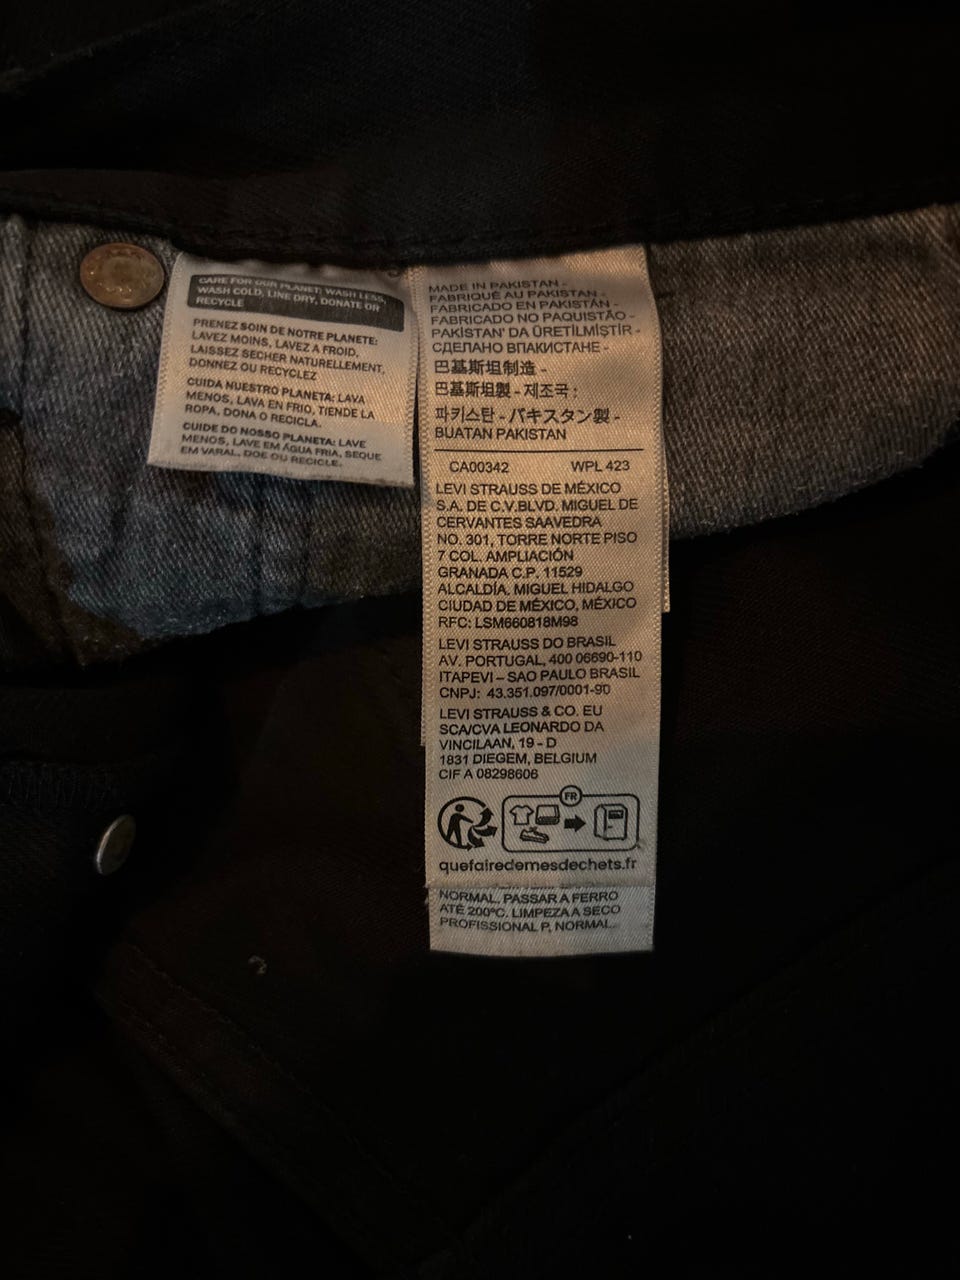 CARE FOR OUR PLANET: WASH LESS,
WASH COLD, LINE DRY, DONATE OR
RECYCLE
PRENEZ SOIN DE NOTRE PLANETE:
LAVEZ MOINS, LAVEZ A FROID,
LAISSEZ SECHER NATURELLEMENT,
DONNEZ OU RECYCLEZ
CUIDA NUESTRO PLANETA: LAVA
MENOS, LAVA EN FRIO, TIENDE LA
ROPA, DONA O RECICLA.
CUIDE DO NOSSO PLANETA: LAVE
MENOS, LAVE EM ÁGUA FRIA, SEQUE
EM VARAL, DOE OU RECICLE.
MADE IN PAKISTAN -
FABRIQUÉ AU PAKISTAN -
FABRICADO EN PAKISTÁN -
FABRICADO NO PAQUISTÃO -
PAKİSTAN' DA ÜRETİLMİŞTİR -
СДЕЛАНО ВПАКИСТАНЕ -
巴基斯坦制造 -
巴基斯坦製 - 제조국 :
파키스탄 - パキスタン製 -
BUATAN PAKISTAN
CA00342 WPL 423
LEVI STRAUSS DE MÉXICO
S.A. DE C.V.BLVD. MIGUEL DE
CERVANTES SAAVEDRA
NO. 301, TORRE NORTE PISO
7 COL. AMPLIACIÓN
GRANADA C.P. 11529
ALCALDÍA. MIGUEL HIDALGO
CIUDAD DE MÉXICO, MÉXICO
RFC: LSM660818M98
LEVI STRAUSS DO BRASIL
AV. PORTUGAL, 400 06690-110
ITAPEVI – SAO PAULO BRASIL
CNPJ: 43.351.097/0001-90
LEVI STRAUSS & CO. EU
SCA/CVA LEONARDO DA
VINCILAAN, 19 - D
1831 DIEGEM, BELGIUM
CIF A 08298606
FR
quefairedemesdechets.fr
NORMAL, PASSAR A FERRO
ATÉ 200ºC. LIMPEZA A SECO
PROFISSIONAL P, NORMAL.